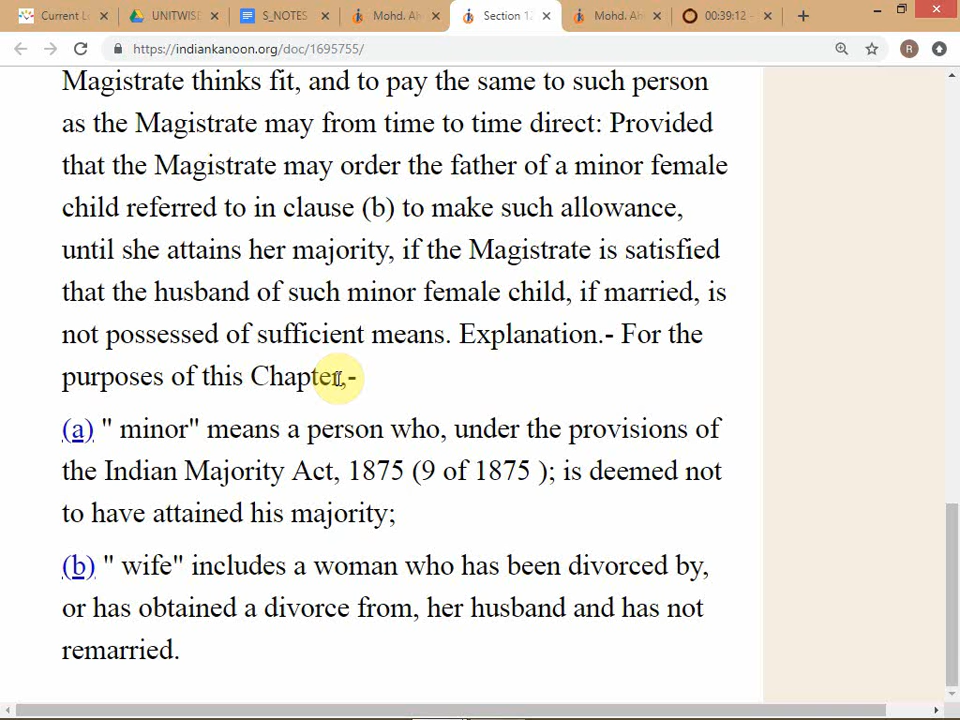 Current L
UNITWISE
S_NOTES
Mohd. Ah
Section 12
Mohd. Ah
00:39:12 -
https://indiankanoon.org/doc/1695755/
R
Magistrate thinks fit, and to pay the same to such person
as the Magistrate may from time to time direct: Provided
that the Magistrate may order the father of a minor female
child referred to in clause (b) to make such allowance,
until she attains her majority, if the Magistrate is satisfied
that the husband of such minor female child, if married, is
not possessed of sufficient means. Explanation.- For the
purposes of this Chapter,-
(a) " minor" means a person who, under the provisions of
the Indian Majority Act, 1875 (9 of 1875 ); is deemed not
to have attained his majority;
(b) " wife" includes a woman who has been divorced by,
or has obtained a divorce from, her husband and has not
remarried.